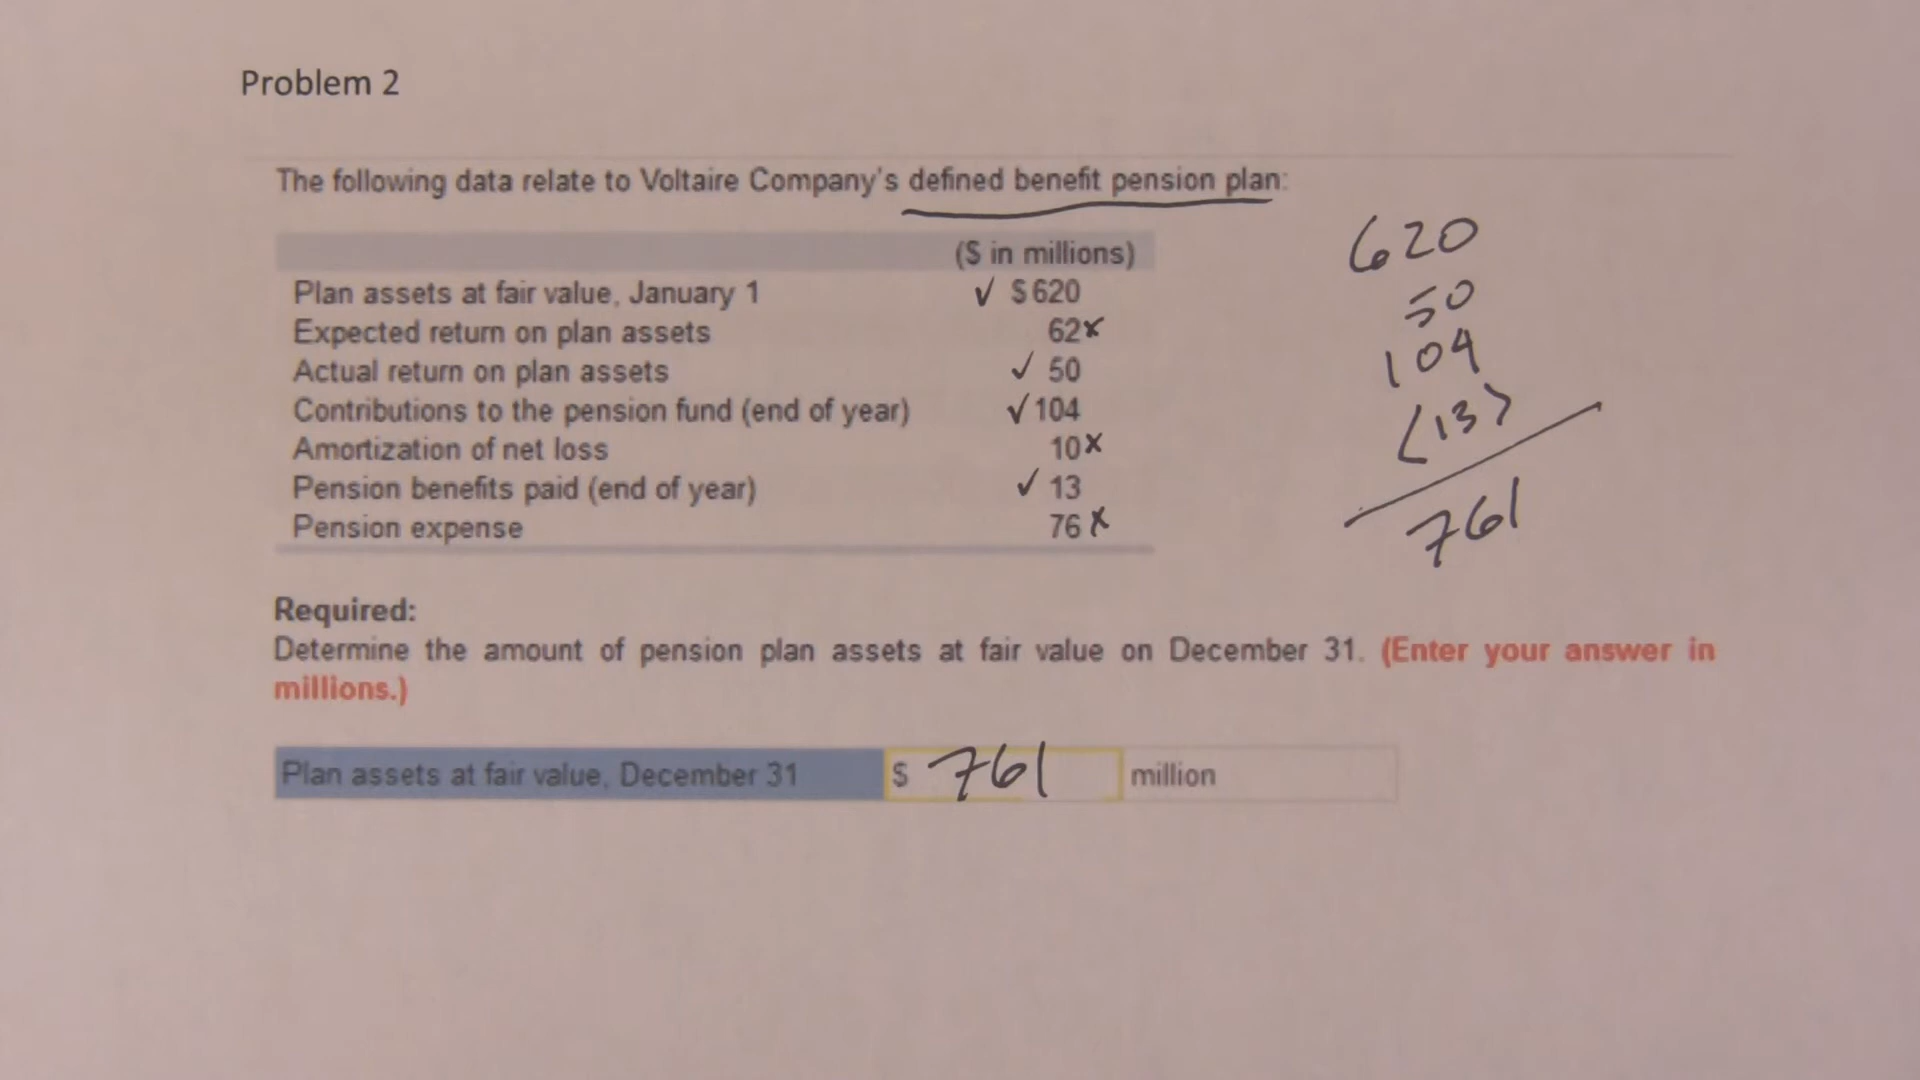 Problem 2
The following data relate to Voltaire Company's defined benefit pension plan:
($ in millions)
Plan assets at fair value, January 1 ✓ $620
Expected return on plan assets 62 x
Actual return on plan assets ✓ 50
Contributions to the pension fund (end of year) ✓ 104
Amortization of net loss 10 x
Pension benefits paid (end of year) ✓ 13
Pension expense 76 x
620
50
104
(13)
761
Required:
Determine the amount of pension plan assets at fair value on December 31. (Enter your answer in
millions.)
Plan assets at fair value, December 31 $ 761 million